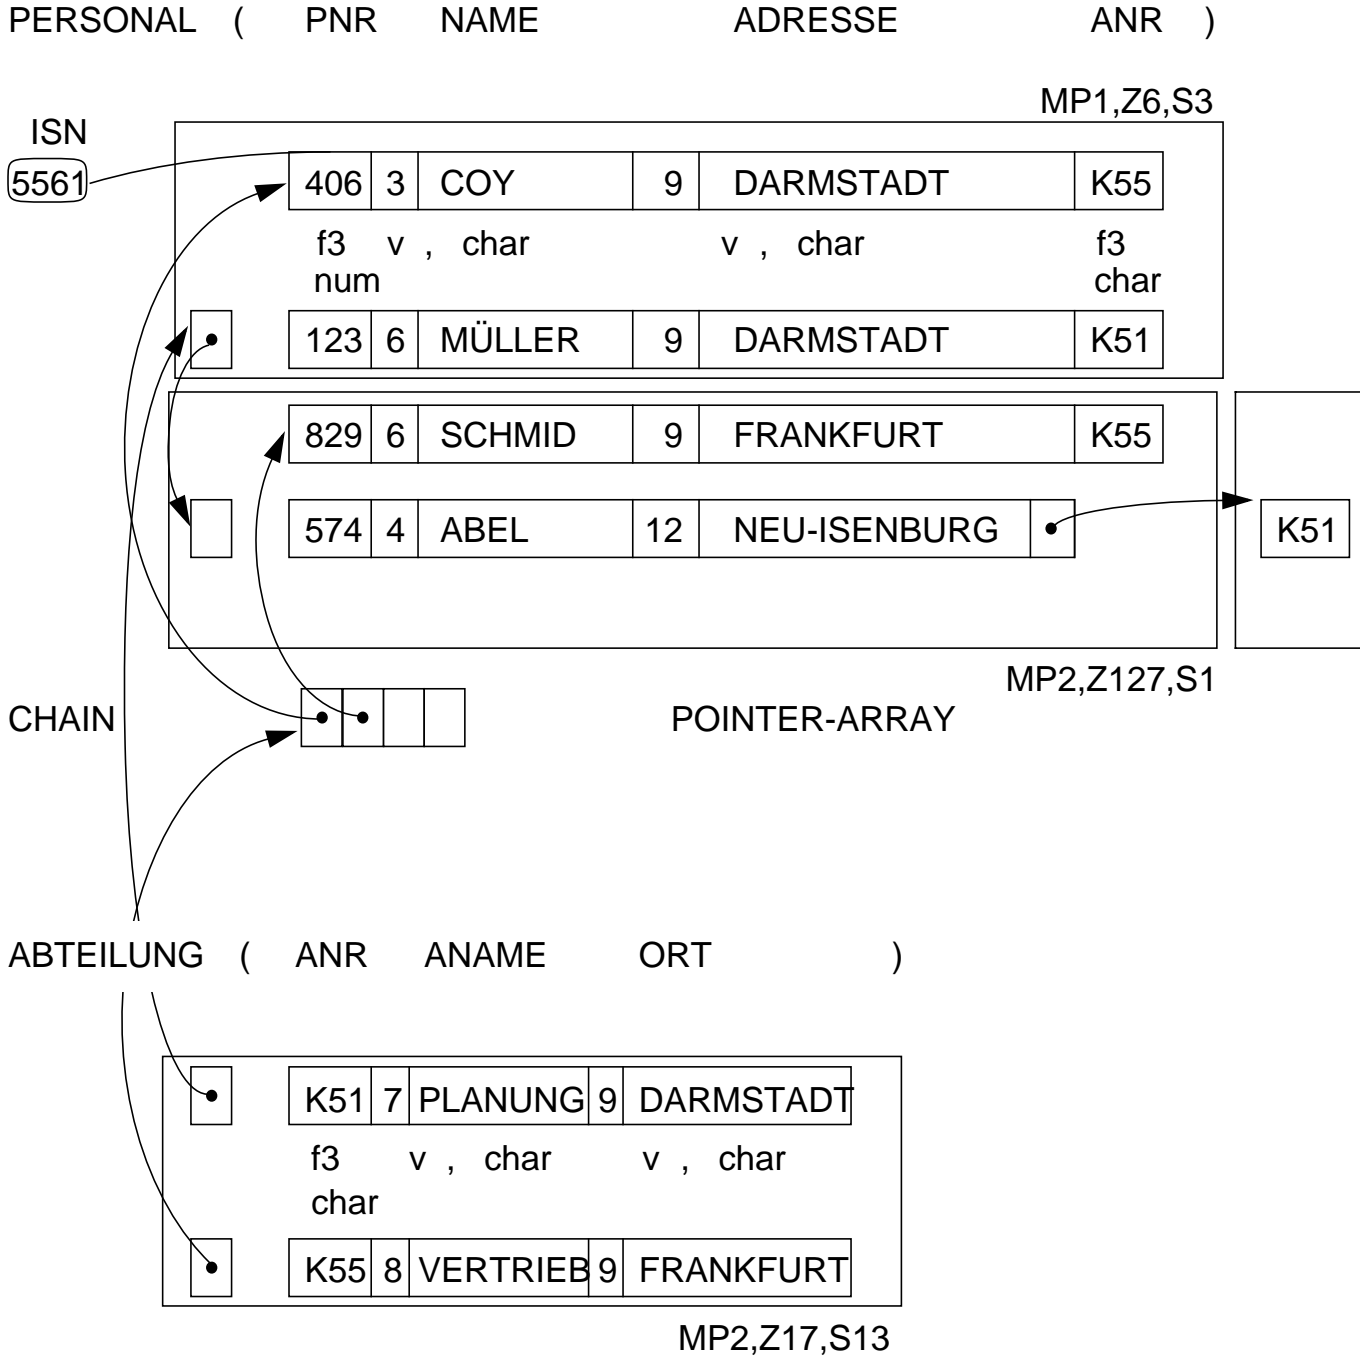 PERSONAL ( PNR NAME ADRESSE ANR )
MP1,Z6,S3
ISN
5561
406 3 COY 9 DARMSTADT K55
f3 v , char v , char f3
num char
123 6 MÜLLER 9 DARMSTADT K51
829 6 SCHMID 9 FRANKFURT K55
574 4 ABEL 12 NEU-ISENBURG K51
MP2,Z127,S1
CHAIN POINTER-ARRAY
ABTEILUNG ( ANR ANAME ORT )
K51 7 PLANUNG 9 DARMSTADT
f3 v , char v , char
char
K55 8 VERTRIEB 9 FRANKFURT
MP2,Z17,S13